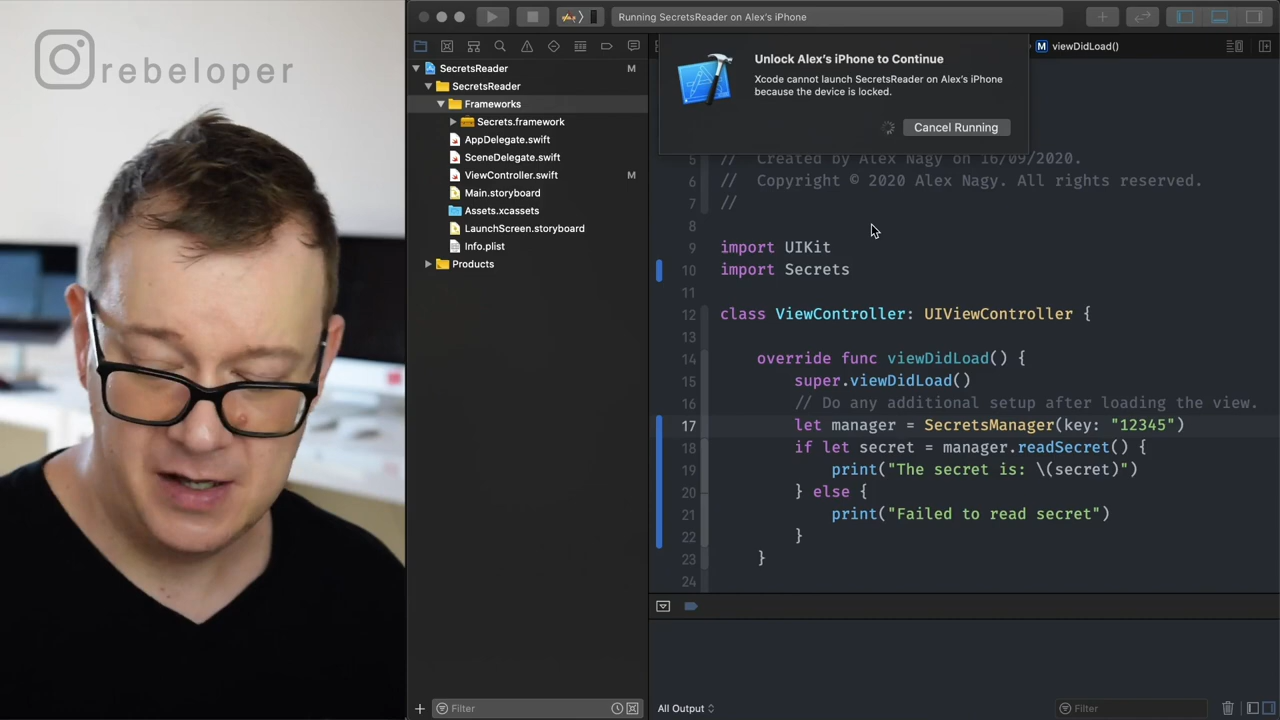 rebeloper
Running SecretsReader on Alex's iPhone
viewDidLoad()
Unlock Alex's iPhone to Continue
Xcode cannot launch SecretsReader on Alex's iPhone
because the device is locked.
Cancel Running
SecretsReader M
SecretsReader
Frameworks
Secrets.framework
AppDelegate.swift
SceneDelegate.swift
ViewController.swift M
Main.storyboard
Assets.xcassets
LaunchScreen.storyboard
Info.plist
Products
5 // Created by Alex Nagy on 16/09/2020.
6 // Copyright © 2020 Alex Nagy. All rights reserved.
7 //
8
9 import UIKit
10 import Secrets
11
12 class ViewController: UIViewController {
13
14 override func viewDidLoad() {
15 super.viewDidLoad()
16 // Do any additional setup after loading the view.
17 let manager = SecretsManager(key: "12345")
18 if let secret = manager.readSecret() {
19 print("The secret is: \(secret)")
20 } else {
21 print("Failed to read secret")
22 }
23 }
24
Filter
All Output
Filter